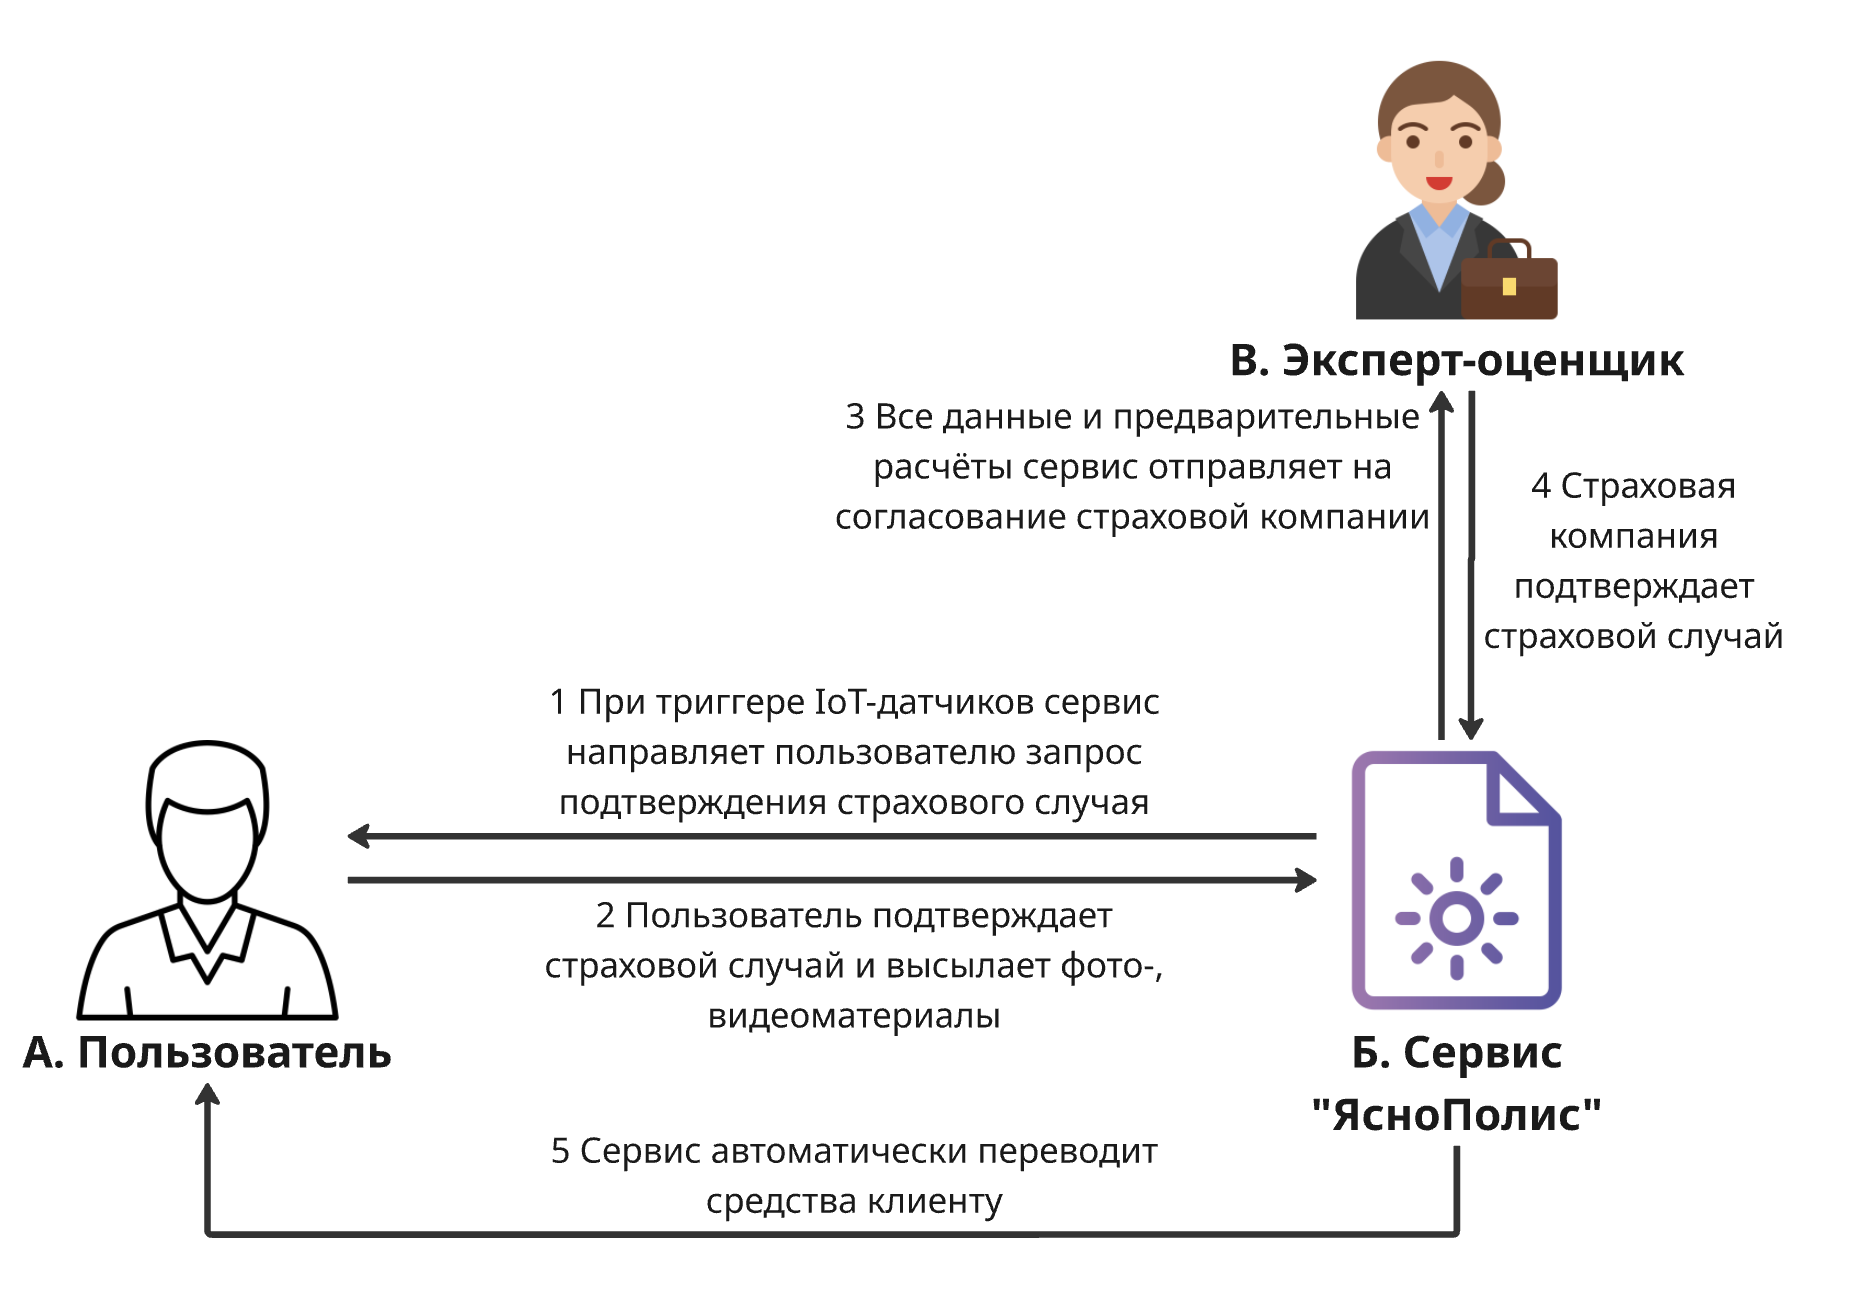 В. Эксперт-оценщик
3 Все данные и предварительные
расчёты сервис отправляет на
согласование страховой компании
4 Страховая
компания
подтверждает
страховой случай
1 При триггере IoT-датчиков сервис
направляет пользователю запрос
подтверждения страхового случая
2 Пользователь подтверждает
страховой случай и высылает фото-,
видеоматериалы
А. Пользователь
Б. Сервис
"ЯсноПолис"
5 Сервис автоматически переводит
средства клиенту